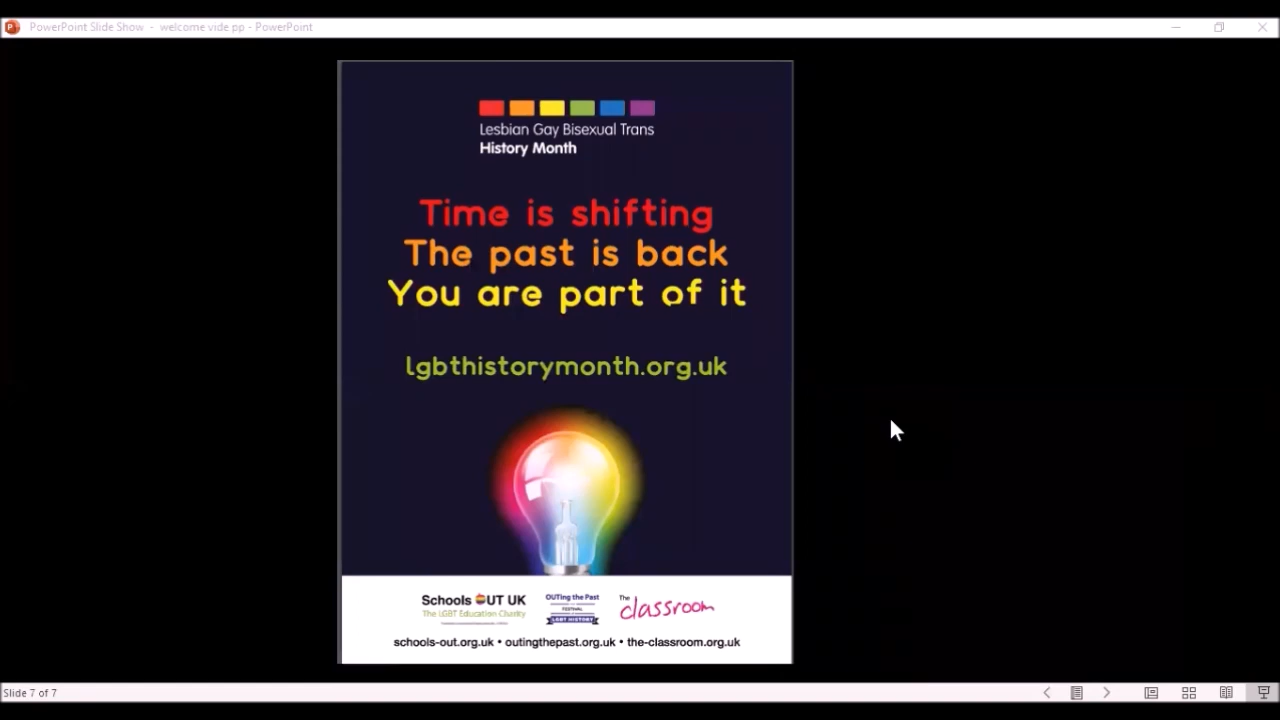 PowerPoint Slide Show - welcome vide pp - PowerPoint
Lesbian Gay Bisexual Trans
History Month
Time is shifting
The past is back
You are part of it
lgbthistorymonth.org.uk
Schools OUT UK
The LGBT Education Charity
OUTing the Past
FESTIVAL
LGBT HISTORY
The
classroom
schools-out.org.uk • outingthepast.org.uk • the-classroom.org.uk
Slide 7 of 7